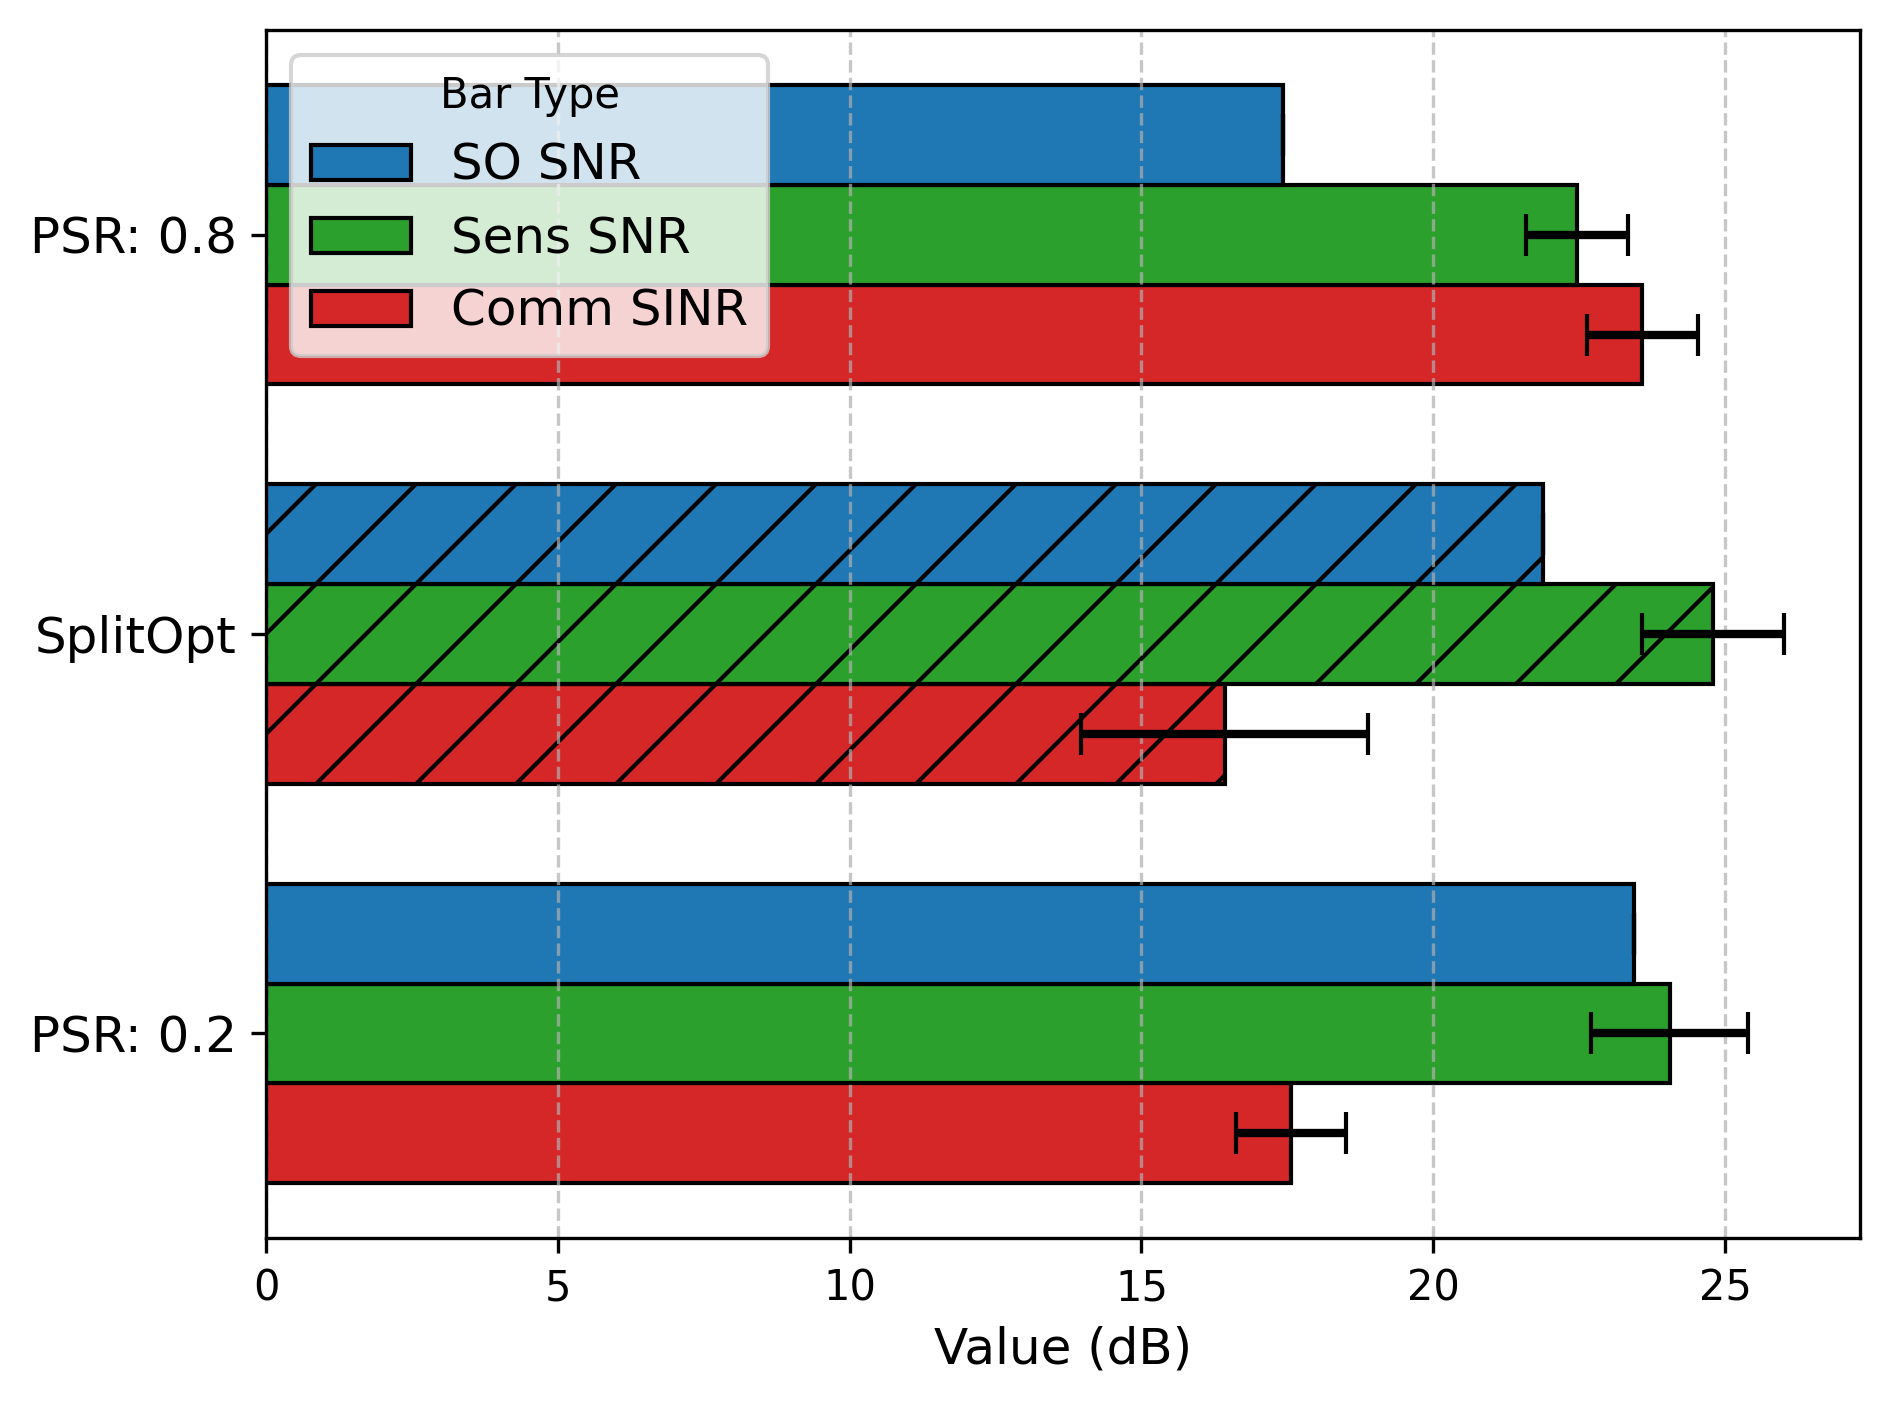 Bar Type
SO SNR
Sens SNR
Comm SINR
PSR: 0.8
SplitOpt
PSR: 0.2
0 5 10 15 20 25
Value (dB)